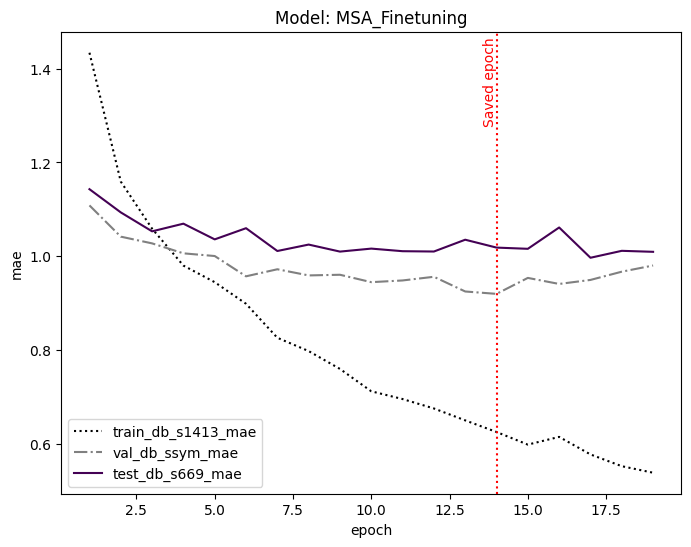 Model: MSA_Finetuning
1.4
1.2
1.0
0.8
0.6
mae
Saved epoch
train_db_s1413_mae
val_db_ssym_mae
test_db_s669_mae
2.5 5.0 7.5 10.0 12.5 15.0 17.5
epoch